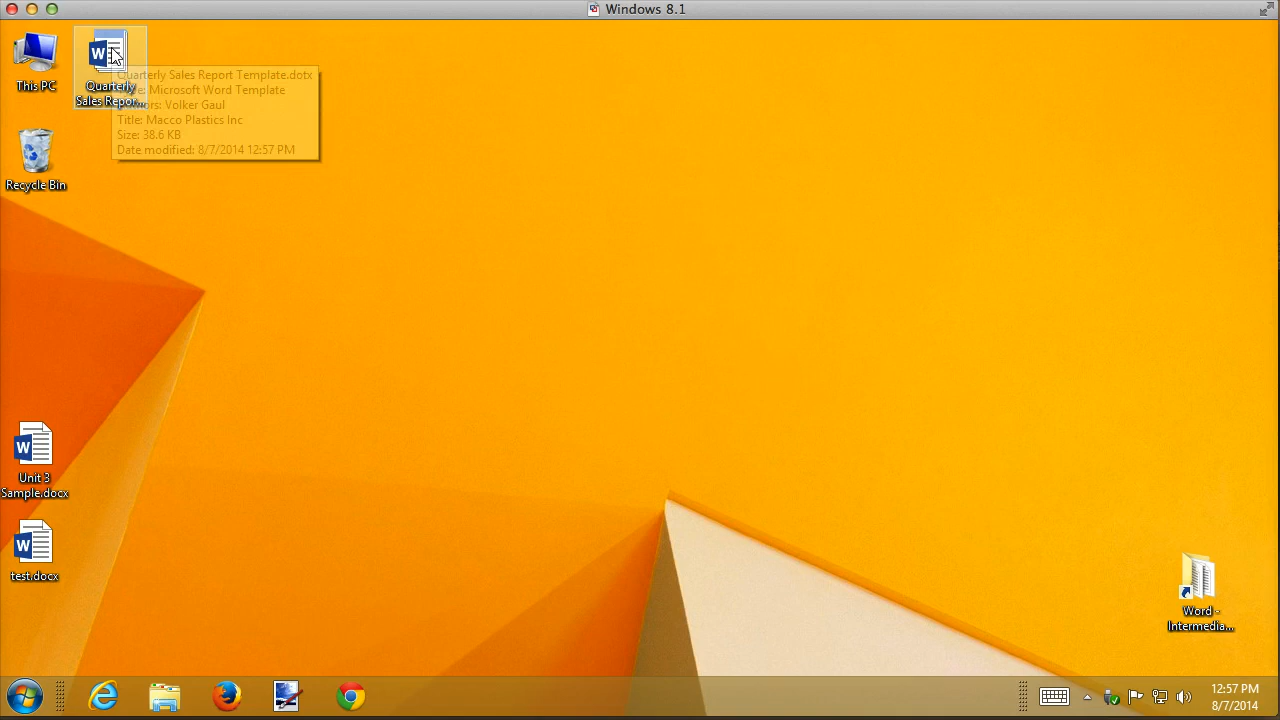 Windows 8.1
This PC
Quarterly
Sales Repor...
Quarterly Sales Report Template.dotx
Microsoft Word Template
Volker Gaul
Title: Macco Plastics Inc
Size: 38.6 KB
Date modified: 8/7/2014 12:57 PM
Recycle Bin
Unit 3
Sample.docx
test.docx
Word -
Intermedia...
12:57 PM
8/7/2014